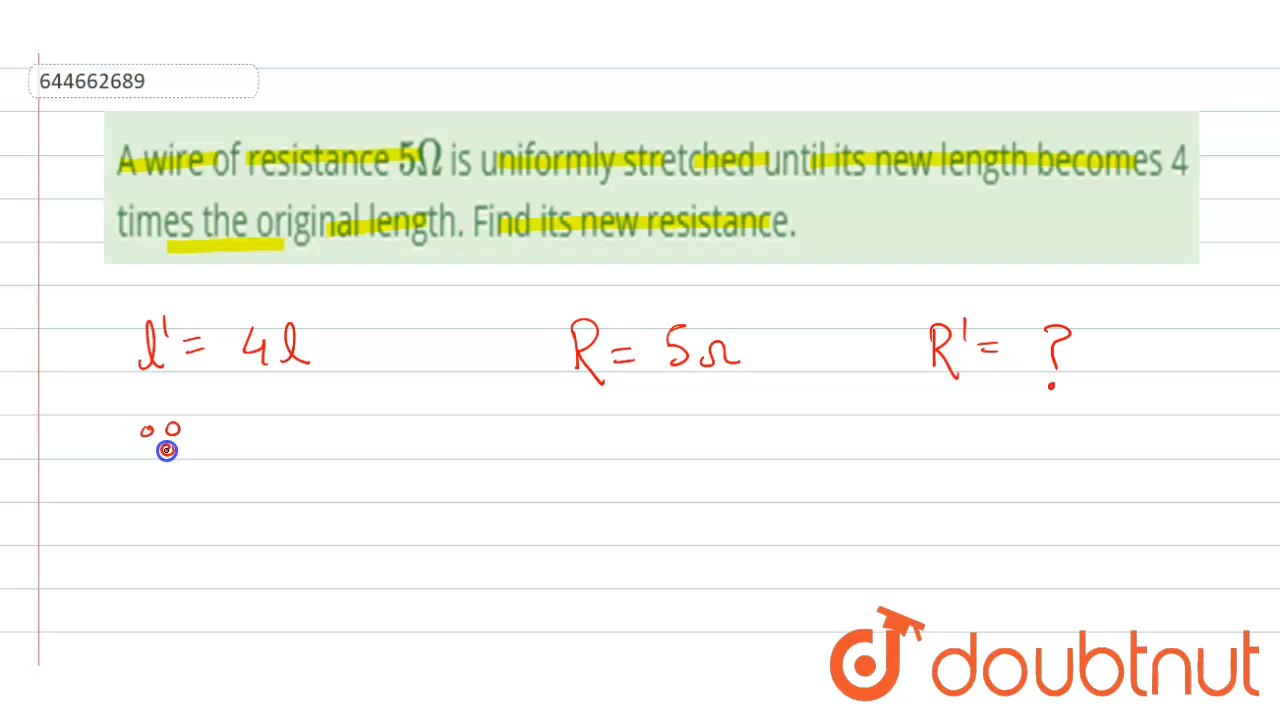 644662689
A wire of resistance 5Ω is uniformly stretched until its new length becomes 4
times the original length. Find its new resistance.
l' = 4l R = 5Ω R' = ?
doubtnut